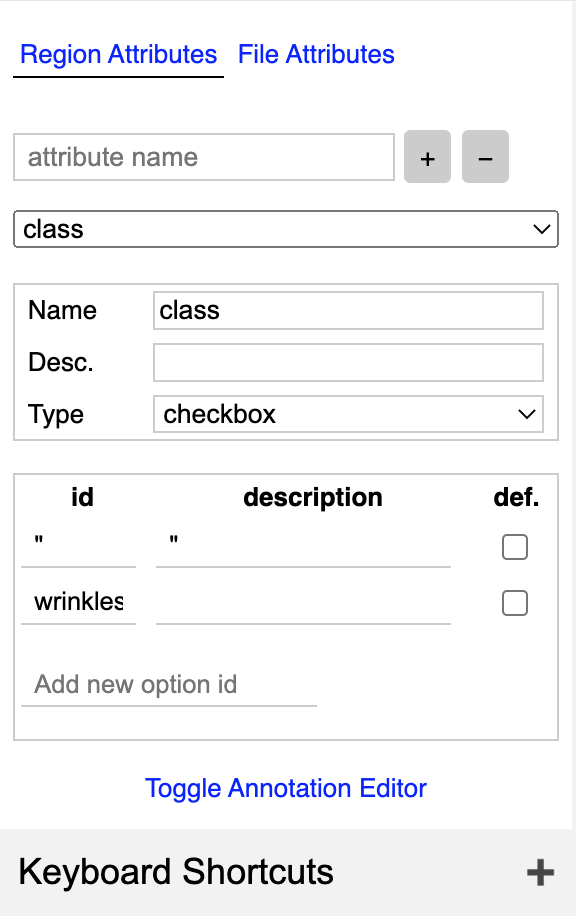 Region Attributes File Attributes
attribute name + −
class
Name class
Desc.
Type checkbox
id description def.
" "
wrinkles
Add new option id
Toggle Annotation Editor
Keyboard Shortcuts +